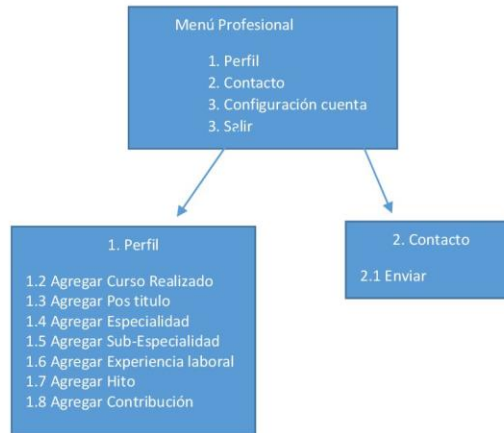 Menú Profesional
1. Perfil
2. Contacto
3. Configuración cuenta
3. Salir
1. Perfil
1.2 Agregar Curso Realizado
1.3 Agregar Pos titulo
1.4 Agregar Especialidad
1.5 Agregar Sub-Especialidad
1.6 Agregar Experiencia laboral
1.7 Agregar Hito
1.8 Agregar Contribución
2. Contacto
2.1 Enviar